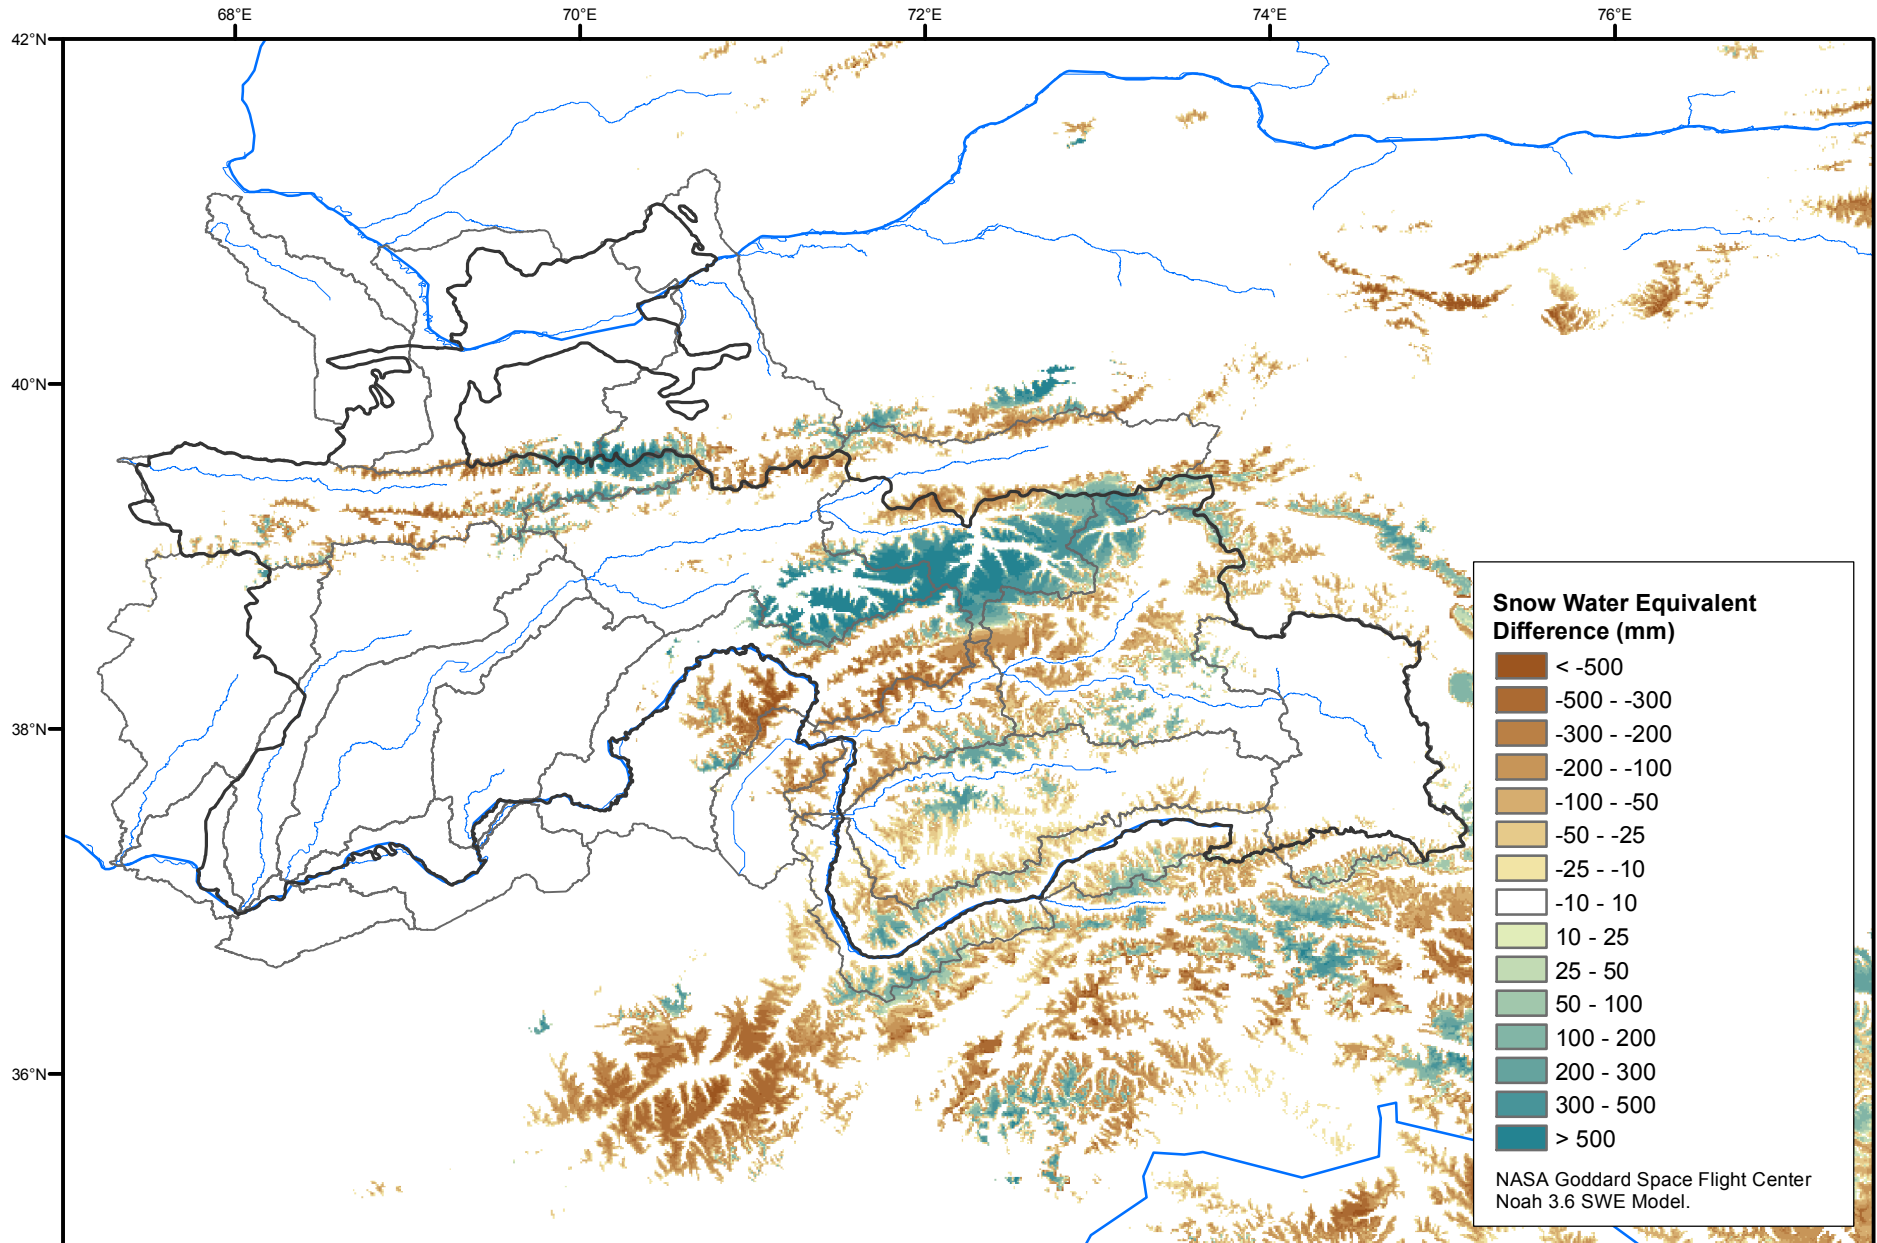 68°E
70°E
72°E
74°E
76°E
42°N
40°N
38°N
36°N
Snow Water Equivalent
Difference (mm)
< -500
-500 - -300
-300 - -200
-200 - -100
-100 - -50
-50 - -25
-25 - -10
-10 - 10
10 - 25
25 - 50
50 - 100
100 - 200
200 - 300
300 - 500
> 500
NASA Goddard Space Flight Center
Noah 3.6 SWE Model.